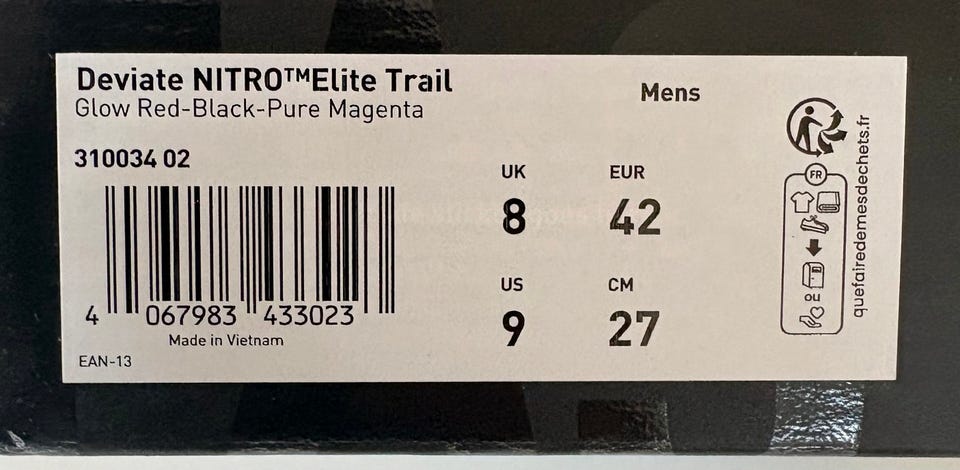 Deviate NITRO™Elite Trail
Glow Red-Black-Pure Magenta
Mens
310034 02
4 067983 433023
Made in Vietnam
EAN-13
UK EUR
8 42
US CM
9 27
FR
ou
quefairedemesdechets.fr